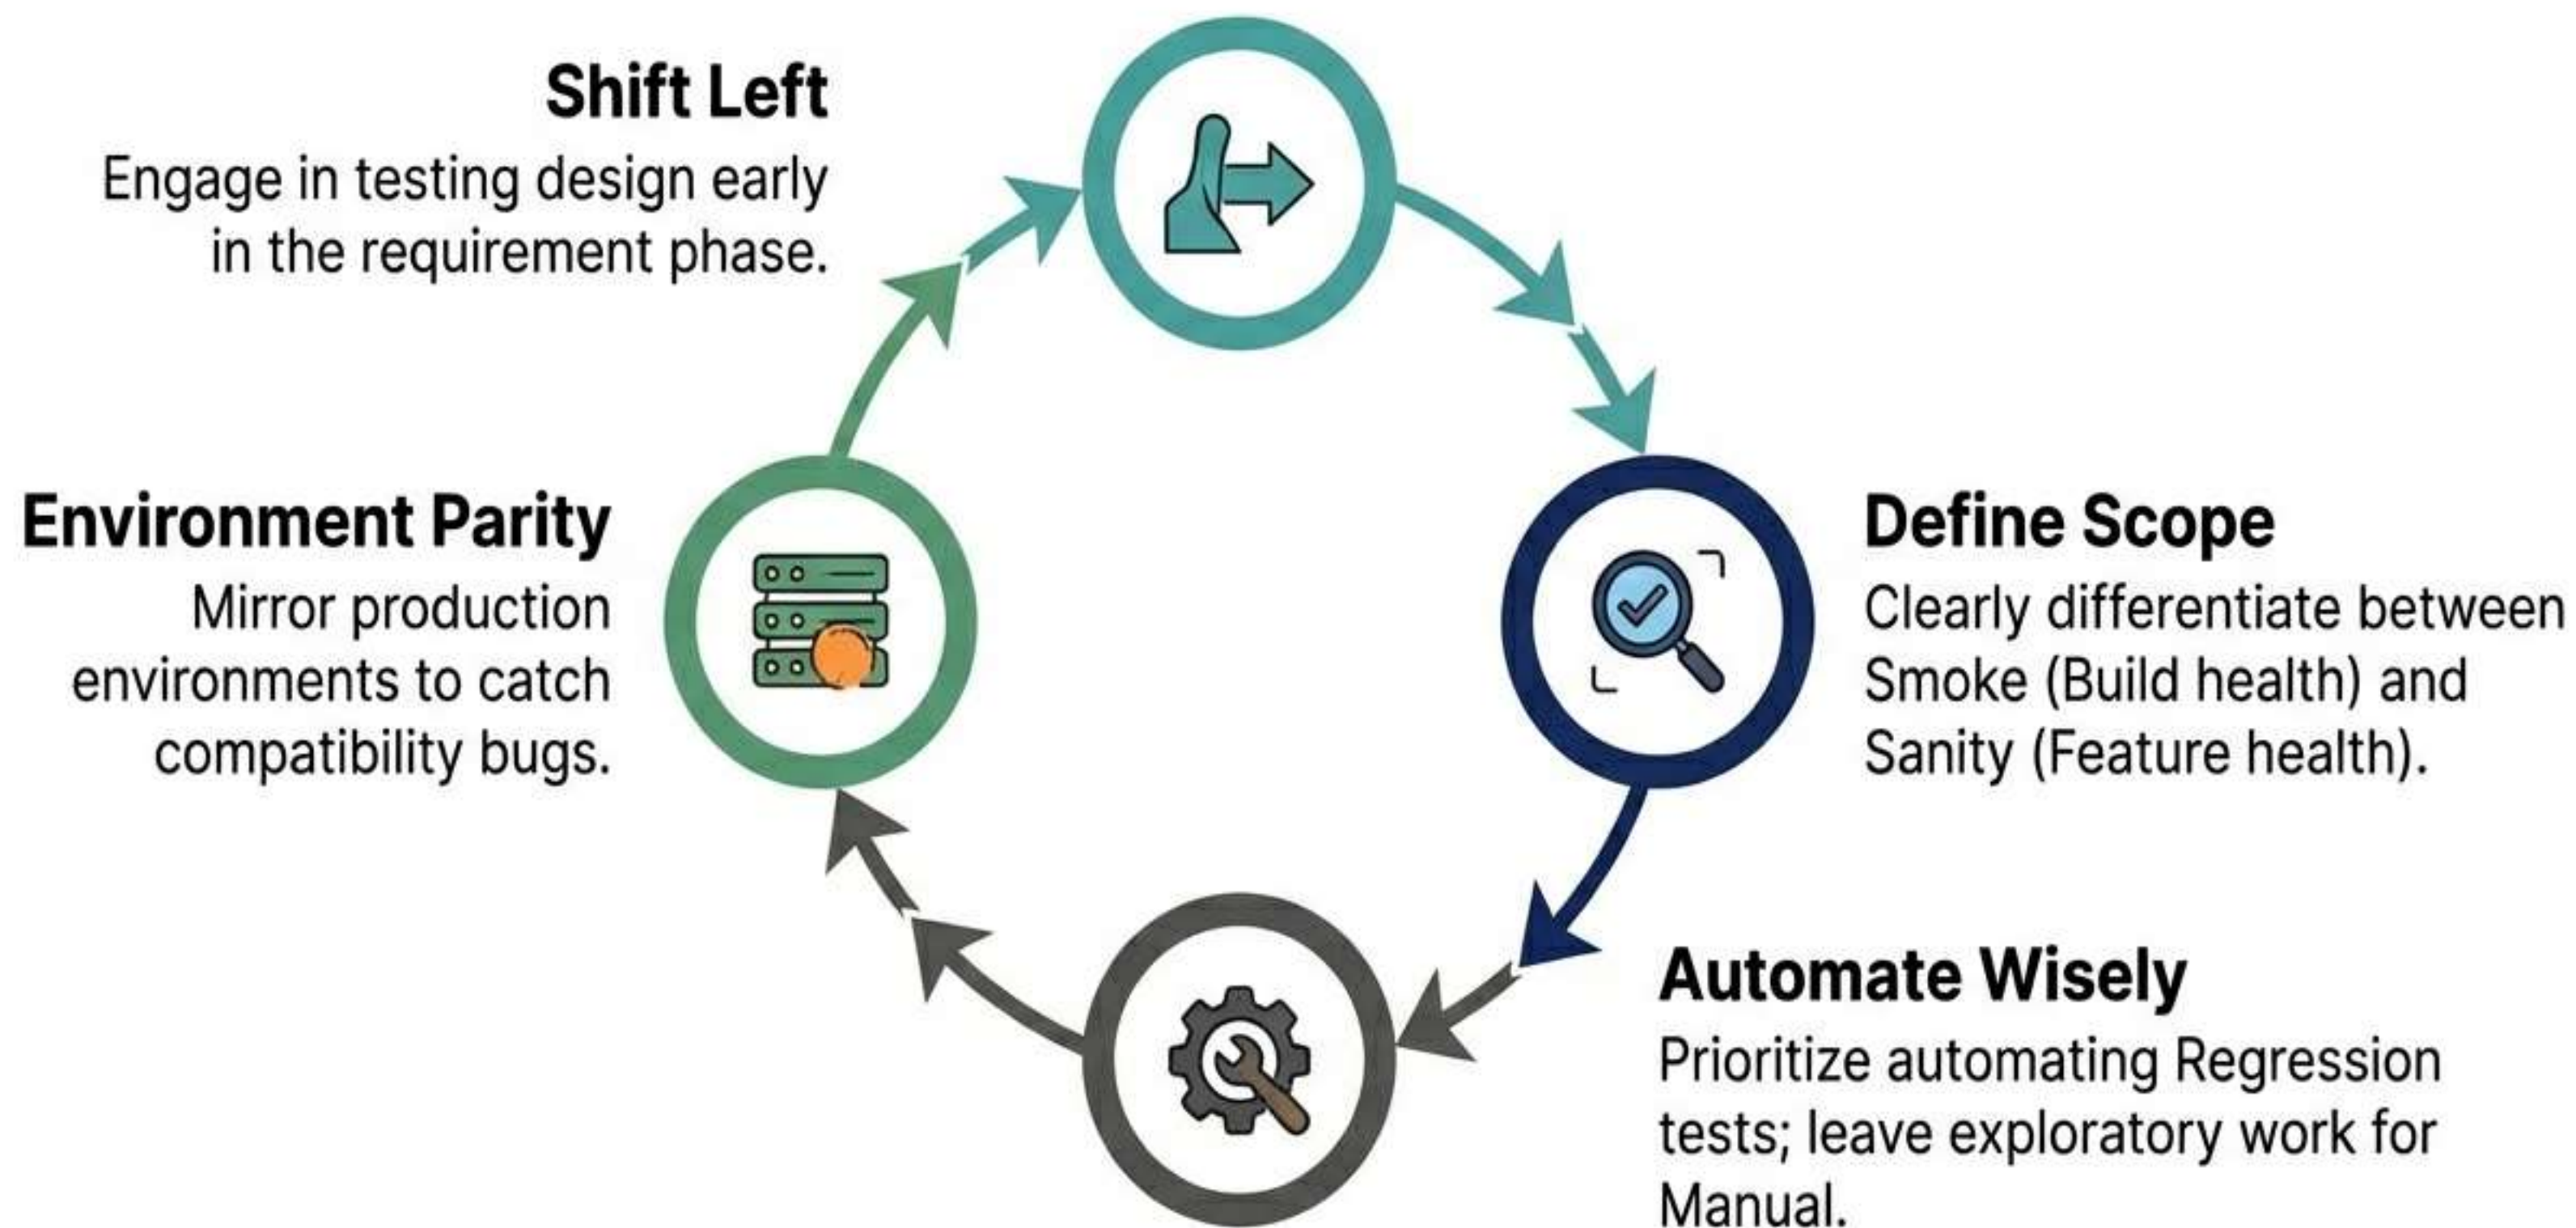 Shift Left
Engage in testing design early
in the requirement phase.
Define Scope
Clearly differentiate between
Smoke (Build health) and
Sanity (Feature health).
Automate Wisely
Prioritize automating Regression
tests; leave exploratory work for
Manual.
Environment Parity
Mirror production
environments to catch
compatibility bugs.